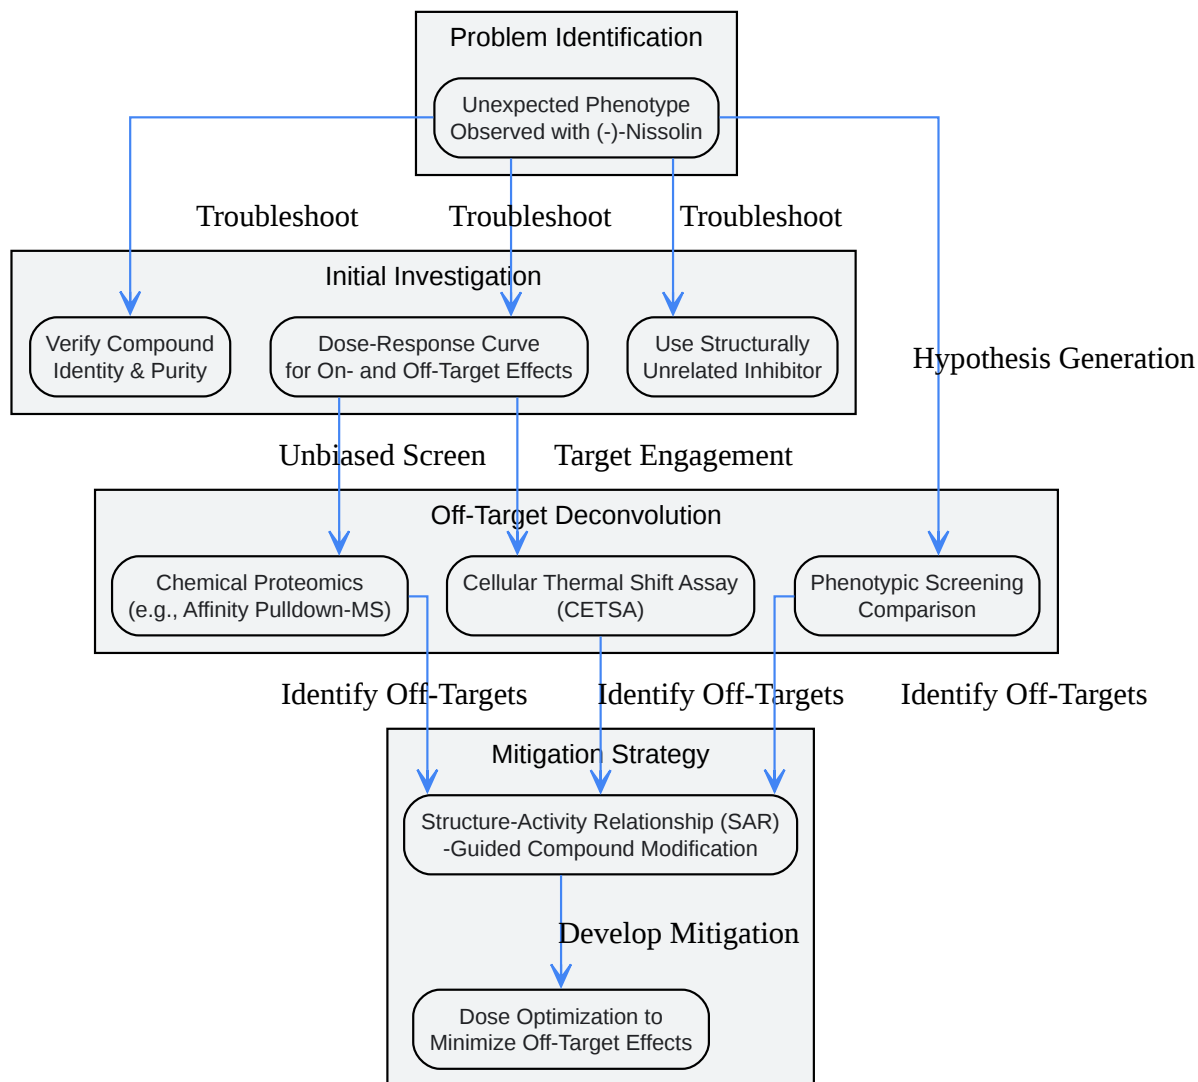 Problem Identification
Unexpected Phenotype
Observed with (-)-Nissolin
Troubleshoot
Troubleshoot
Troubleshoot
Initial Investigation
Verify Compound
Identity & Purity
Dose-Response Curve
for On- and Off-Target Effects
Use Structurally
Unrelated Inhibitor
Hypothesis Generation
Unbiased Screen
Target Engagement
Off-Target Deconvolution
Chemical Proteomics
(e.g., Affinity Pulldown-MS)
Cellular Thermal Shift Assay
(CETSA)
Phenotypic Screening
Comparison
Identify Off-Targets
Identify Off-Targets
Identify Off-Targets
Mitigation Strategy
Structure-Activity Relationship (SAR)
-Guided Compound Modification
Develop Mitigation
Dose Optimization to
Minimize Off-Target Effects